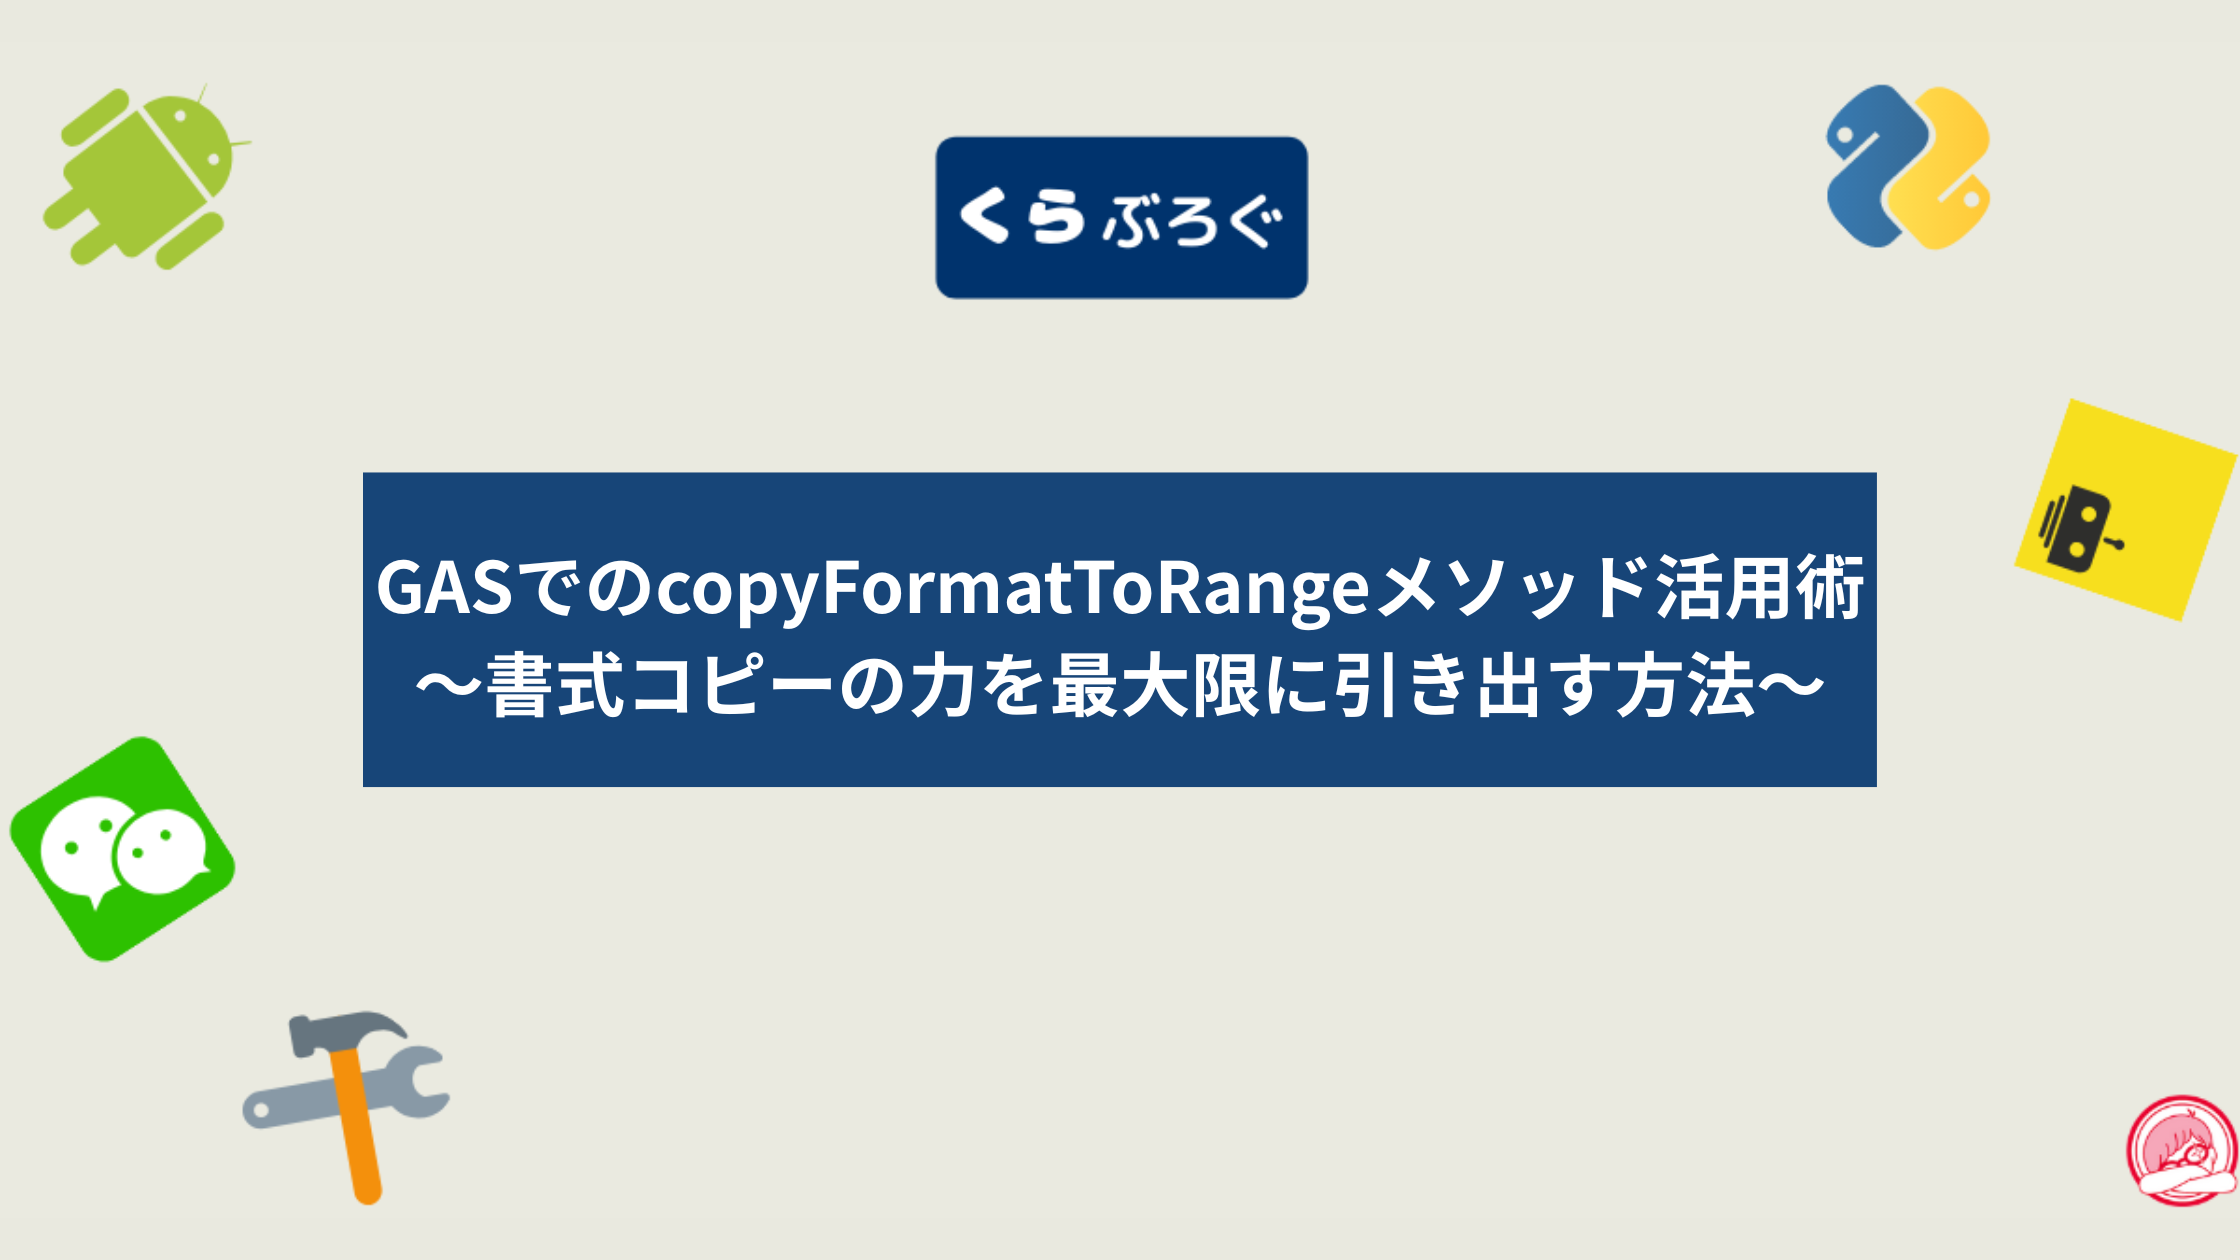 くらぶろぐ
GASでのcopyFormatToRangeメソッド活用術
～書式コピーの力を最大限に引き出す方法～